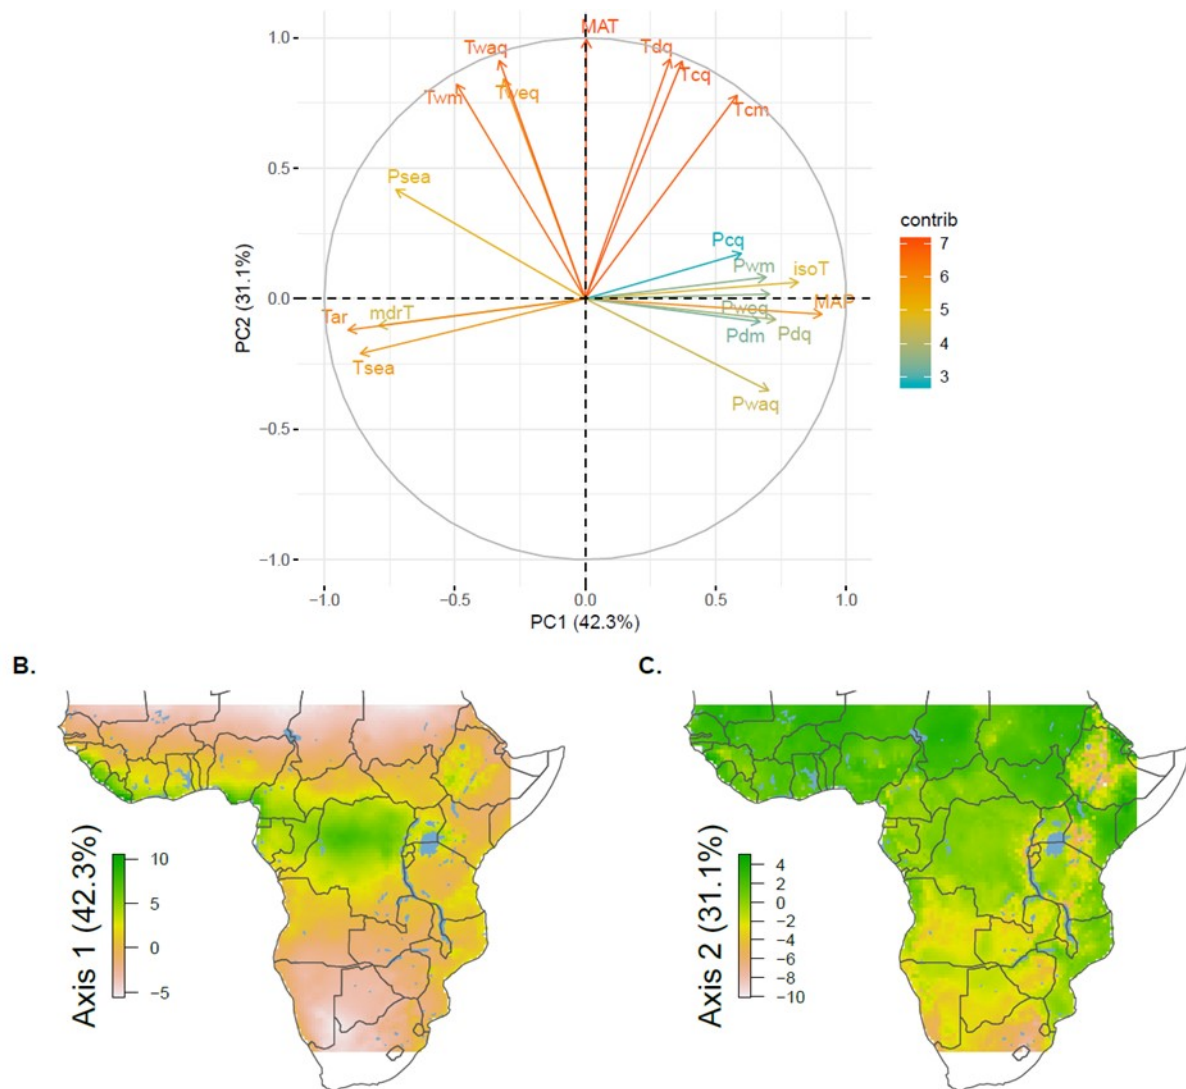 MAT
1.0
Twaq
Tdq
Tcq
Tweq
Twm
Tcm
0.5
Psea
contrib
7
6
5
4
3
Pcq
Pwm
isoT
PC2 (31.1%)
0.0
Tar
mdrT
Pweq
MAP
Pdm
Pdq
Tsea
Pwaq
−0.5
−1.0
−1.0
−0.5
0.0
0.5
1.0
PC1 (42.3%)
B.
C.
Axis 1 (42.3%)
10
5
0
−5
Axis 2 (31.1%)
4
2
0
−2
−4
−6
−8
−10